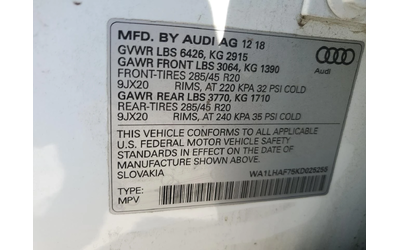 MFD. BY AUDI AG 12 18
GVWR LBS 6426, KG 2915
GAWR FRONT LBS 3064, KG 1390
FRONT-TIRES 285/45 R20
9JX20 RIMS, AT 220 KPA 32 PSI COLD
GAWR REAR LBS 3770, KG 1710
REAR-TIRES 285/45 R20
9JX20 RIMS, AT 240 KPA 35 PSI COLD
Audi
THIS VEHICLE CONFORMS TO ALL APPLICABLE
U.S. FEDERAL MOTOR VEHICLE SAFETY
STANDARDS IN EFFECT ON THE DATE OF
MANUFACTURE SHOWN ABOVE.
SLOVAKIA
TYPE:
MPV